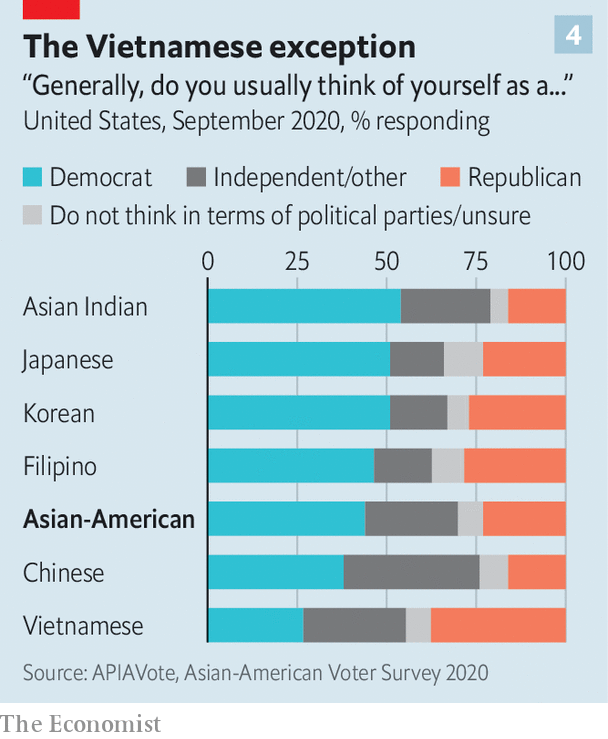 The Vietnamese exception
4
“Generally, do you usually think of yourself as a...”
United States, September 2020, % responding
Democrat Independent/other Republican
Do not think in terms of political parties/unsure
0 25 50 75 100
Asian Indian
Japanese
Korean
Filipino
Asian-American
Chinese
Vietnamese
Source: APIAVote, Asian-American Voter Survey 2020
The Economist